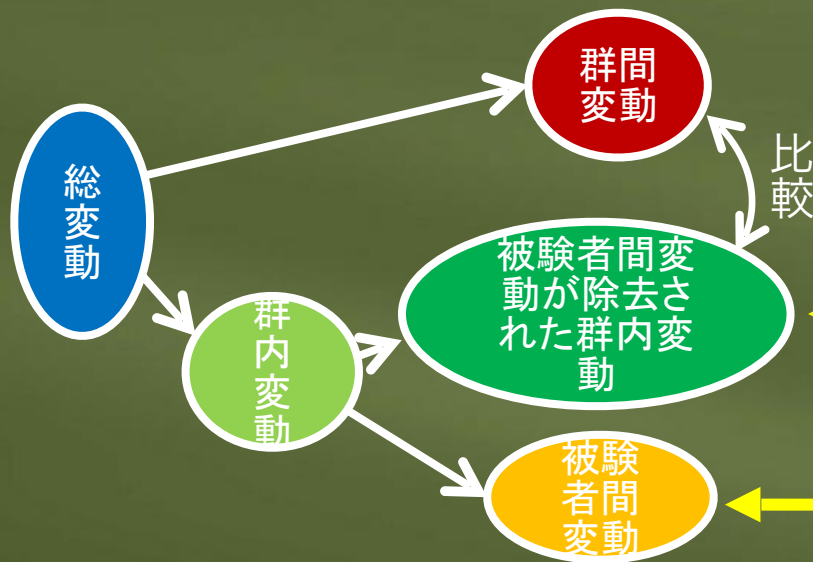 群間
変動
総
変
動
比
較
被験者間変
動が除去さ
れた群内変
動
群
内
変
動
被験
者間
変動